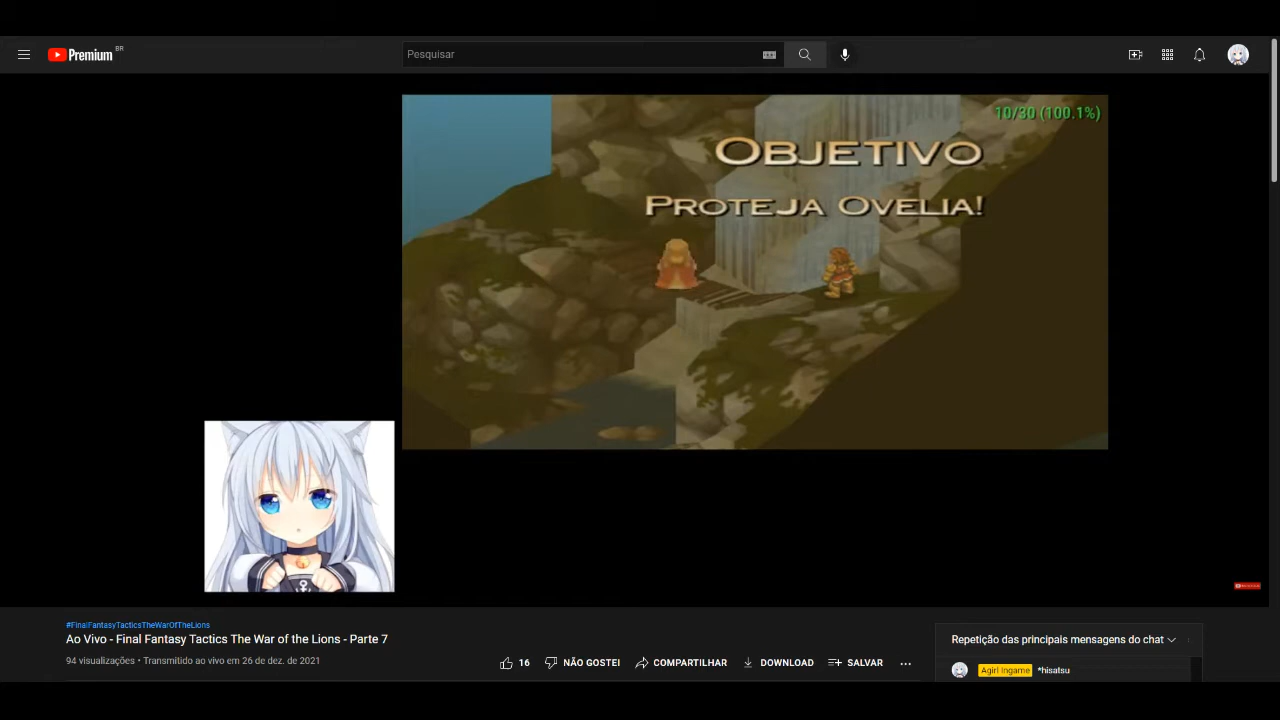 Premium BR
Pesquisar
10/30 (100.1%)
OBJETIVO
PROTEJA OVELIA!
#FinalFantasyTacticsTheWarOfTheLions
Ao Vivo - Final Fantasy Tactics The War of the Lions - Parte 7
94 visualizações • Transmitido ao vivo em 26 de dez. de 2021
16
NÃO GOSTEI
COMPARTILHAR
DOWNLOAD
SALVAR
Repetição das principais mensagens do chat
Agirl Ingame *hisatsu